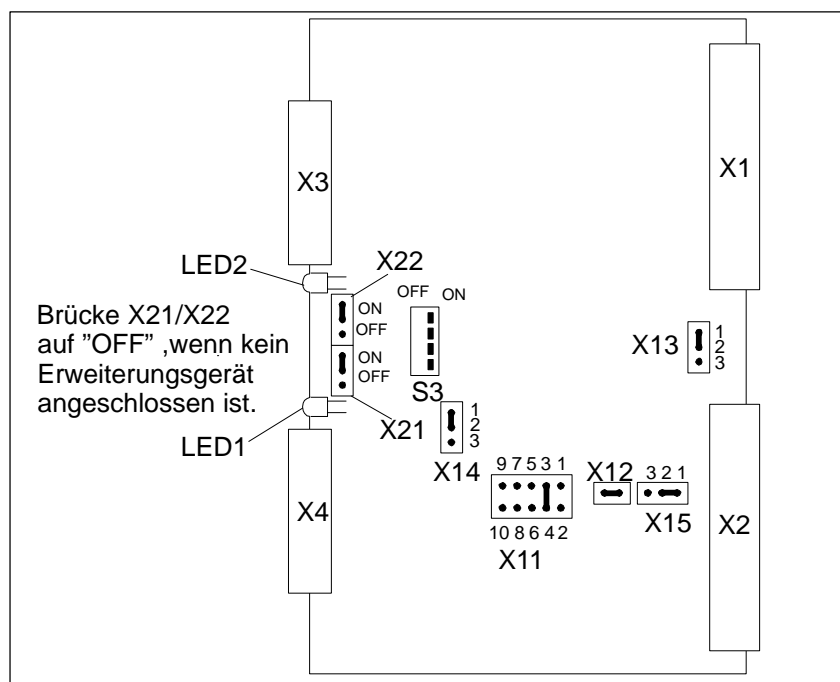 X3
X1
LED2
X22
OFF ON
ON
OFF
ON
OFF
Brücke X21/X22
auf ”OFF” ,wenn kein
Erweiterungsgerät
angeschlossen ist.
X13
1
2
3
S3
X21
LED1
1
2
3
X14
9 7 5 3 1
X12
3 2 1
X4
X15
X2
10 8 6 4 2
X11